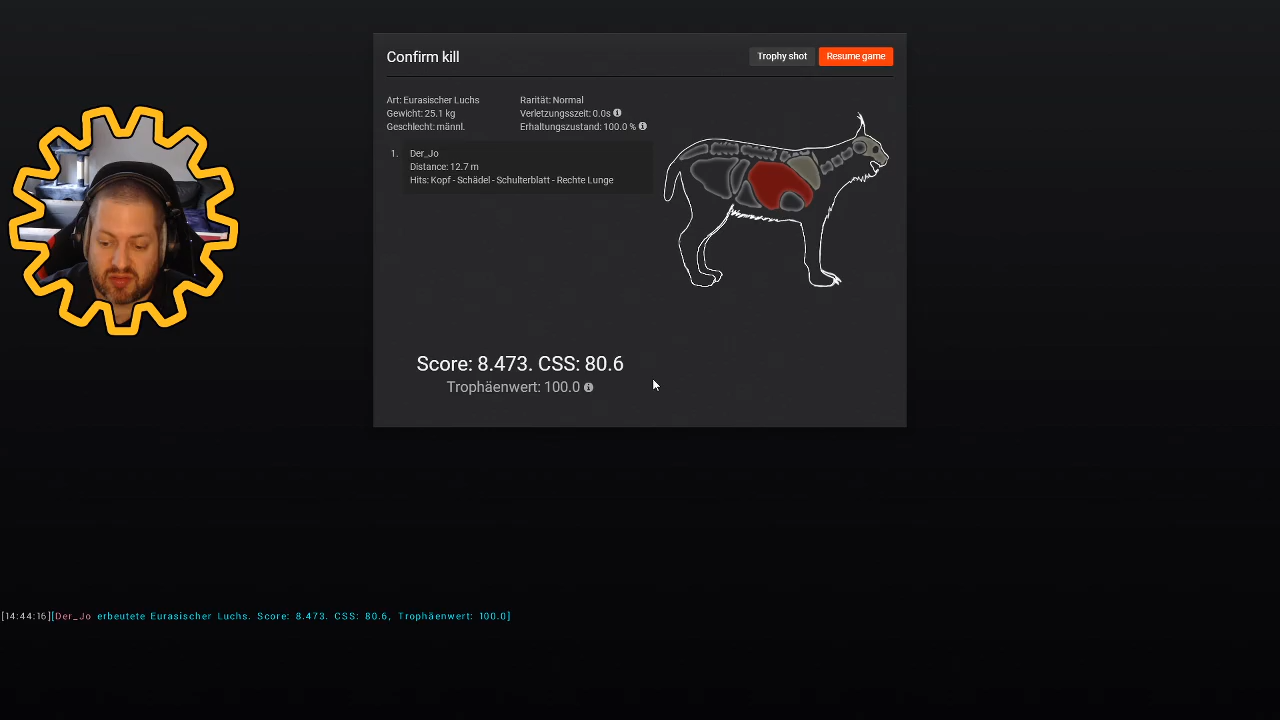 Confirm kill
Trophy shot
Resume game
Art: Eurasischer Luchs
Gewicht: 25.1 kg
Geschlecht: männl.
Rarität: Normal
Verletzungsszeit: 0.0s
Erhaltungszustand: 100.0 %
1. Der_Jo
Distance: 12.7 m
Hits: Kopf - Schädel - Schulterblatt - Rechte Lunge
Score: 8.473. CSS: 80.6
Trophäenwert: 100.0
[14:44:16][Der_Jo erbeutete Eurasischer Luchs. Score: 8.473. CSS: 80.6, Trophäenwert: 100.0]